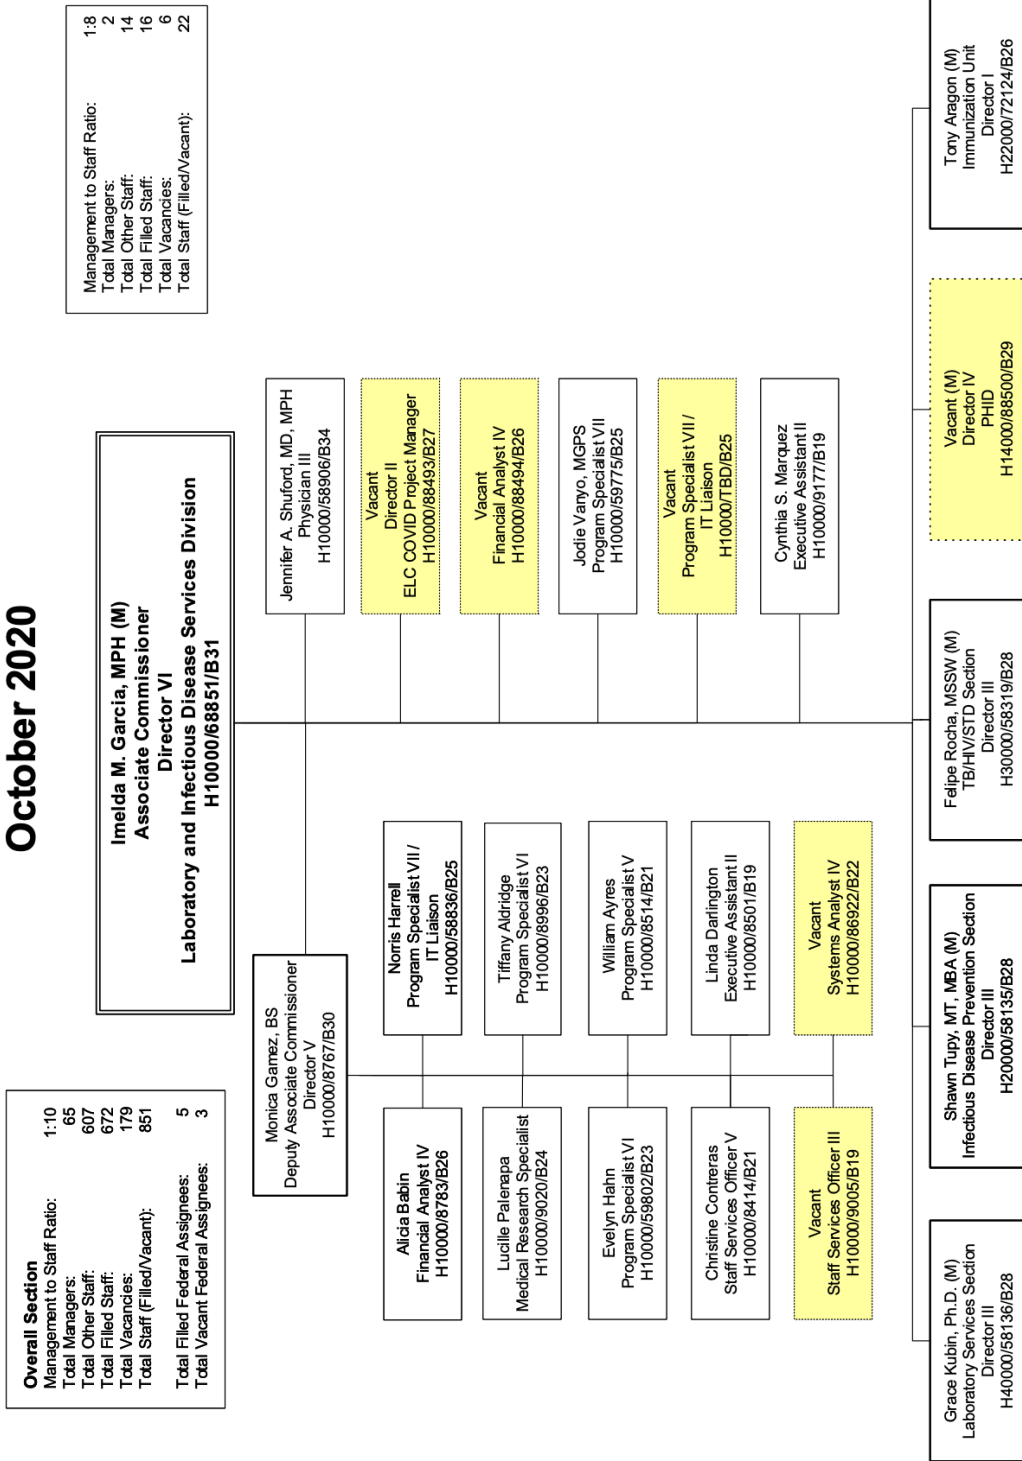 October 2020
Overall Section
Management to Staff Ratio: 1:10
Total Managers: 65
Total Other Staff: 607
Total Filled Staff: 672
Total Vacancies: 179
Total Staff (Filled/Vacant): 851
Total Filled Federal Assignees: 5
Total Vacant Federal Assignees: 3
Imelda M. Garcia, MPH (M)
Associate Commissioner
Director VI
Laboratory and Infectious Disease Services Division
H10000/68851/B31
Management to Staff Ratio: 1:8
Total Managers: 2
Total Other Staff: 14
Total Filled Staff: 16
Total Vacancies: 6
Total Staff (Filled/Vacant): 22
Monica Gamez, BS
Deputy Associate Commissioner
Director V
H10000/8767/B30
Jennifer A. Shuford, MD, MPH
Physician III
H10000/58906/B34
Vacant
Director II
ELC COVID Project Manager
H10000/88493/B27
Vacant
Financial Analyst IV
H10000/88494/B26
Jodie Vanyo, MGPS
Program Specialist VII
H10000/59775/B25
Vacant
Program Specialist VII /
IT Liaison
H10000/TBD/B25
Cynthia S. Marquez
Executive Assistant II
H10000/9177/B19
Alicia Babin
Financial Analyst IV
H10000/8783/B26
Norris Harrell
Program Specialist VII /
IT Liaison
H10000/58836/B25
Lucille Palenapa
Medical Research Specialist
H10000/9020/B24
Tiffany Aldridge
Program Specialist VI
H10000/8996/B23
Evelyn Hahn
Program Specialist VI
H10000/59802/B23
William Ayres
Program Specialist V
H10000/8514/B21
Christine Contreras
Staff Services Officer V
H10000/8414/B21
Linda Darlington
Executive Assistant II
H10000/8501/B19
Vacant
Staff Services Officer III
H10000/9005/B19
Vacant
Systems Analyst IV
H10000/86922/B22
Grace Kubin, Ph.D. (M)
Laboratory Services Section
Director III
H40000/58136/B28
Shawn Tupy, MT, MBA (M)
Infectious Disease Prevention Section
Director III
H20000/58135/B28
Felipe Rocha, MSSW (M)
TB/HIV/STD Section
Director III
H30000/58319/B28
Vacant (M)
Director IV
PHID
H14000/88500/B29
Tony Aragon (M)
Immunization Unit
Director I
H22000/72124/B26